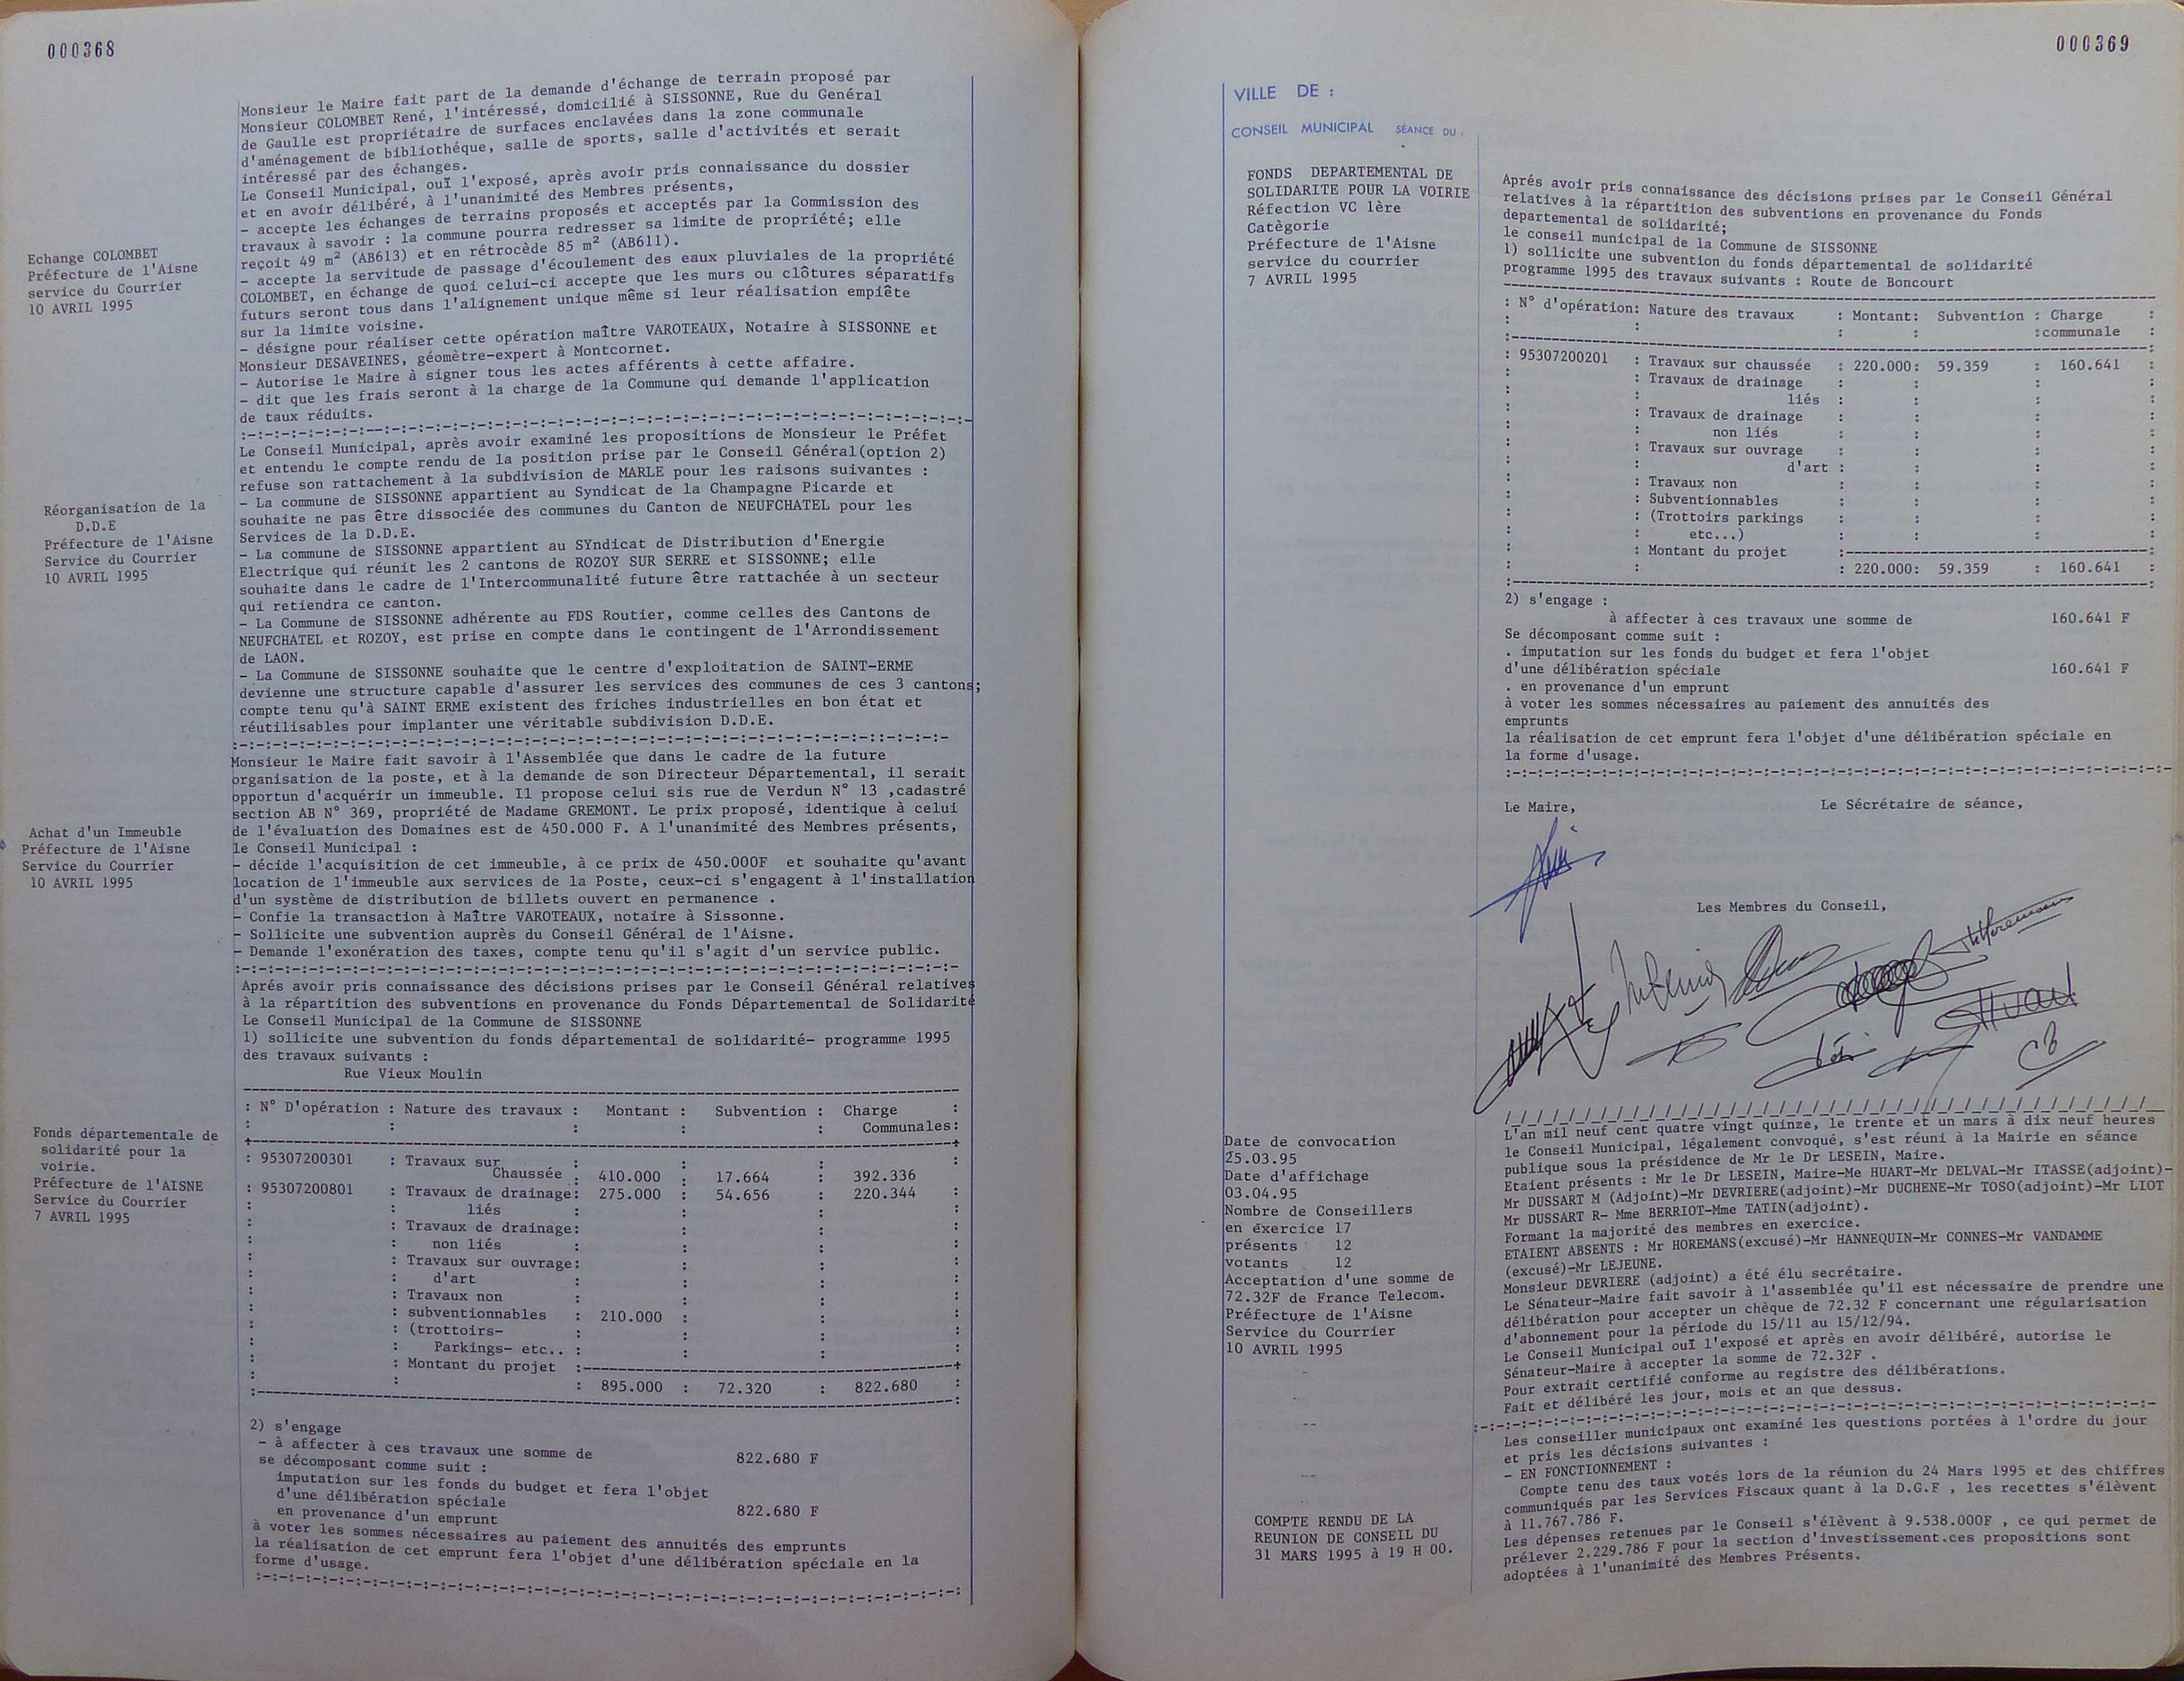 000368
Monsieur le Maire fait part de la demande d'échange de terrain proposé par
Monsieur COLOMBET René, l'intéressé, domicilié à SISSONNE, Rue du Genéral
de Gaulle est propriétaire de surfaces enclavées dans la zone communale
d'aménagement de bibliothéque, salle de sports, salle d'activités et serait
intéressé par des échanges.
Le Conseil Municipal, ouï l'exposé, après avoir pris connaissance du dossier
et en avoir délibéré, à l'unanimité des Membres présents,
- accepte les échanges de terrains proposés et acceptés par la Commission des
travaux à savoir : la commune pourra redresser sa limite de propriété; elle
reçoit 49 m² (AB613) et en rétrocède 85 m² (AB611).
- accepte la servitude de passage d'écoulement des eaux pluviales de la propriété
COLOMBET, en échange de quoi celui-ci accepte que les murs ou clôtures séparatifs
futurs seront tous dans l'alignement unique même si leur réalisation empiête
sur la limite voisine.
- désigne pour réaliser cette opération maître VAROTEAUX, Notaire à SISSONNE et
Monsieur DESAVEINES, géomètre-expert à Montcornet.
- Autorise le Maire à signer tous les actes afférents à cette affaire.
- dit que les frais seront à la charge de la Commune qui demande l'application
de taux réduits.
Echange COLOMBET
Préfecture de l'Aisne
service du Courrier
10 AVRIL 1995
:-:-:-:-:-:-:-:-:-:-:-:-:-:-:-:-:-:-:-:-:-:-:-:-:-:-:-:-:-:-:-:-:-:-:-:-
Le Conseil Municipal, après avoir examiné les propositions de Monsieur le Préfet
et entendu le compte rendu de la position prise par le Conseil Général(option 2)
refuse son rattachement à la subdivision de MARLE pour les raisons suivantes :
- La commune de SISSONNE appartient au Syndicat de la Champagne Picarde et
souhaite ne pas être dissociée des communes du Canton de NEUFCHATEL pour les
Services de la D.D.E.
- La commune de SISSONNE appartient au SYndicat de Distribution d'Energie
Electrique qui réunit les 2 cantons de ROZOY SUR SERRE et SISSONNE; elle
souhaite dans le cadre de l'Intercommunalité future être rattachée à un secteur
qui retiendra ce canton.
- La Commune de SISSONNE adhérente au FDS Routier, comme celles des Cantons de
NEUFCHATEL et ROZOY, est prise en compte dans le contingent de l'Arrondissement
de LAON.
- La Commune de SISSONNE souhaite que le centre d'exploitation de SAINT-ERME
devienne une structure capable d'assurer les services des communes de ces 3 cantons;
compte tenu qu'à SAINT ERME existent des friches industrielles en bon état et
réutilisables pour implanter une véritable subdivision D.D.E.
Réorganisation de la
D.D.E
Préfecture de l'Aisne
Service du Courrier
10 AVRIL 1995
:-:-:-:-:-:-:-:-:-:-:-:-:-:-:-:-:-:-:-:-:-:-:-:-:-:-:-:-:-:-:-:-:-:-:-:-
Monsieur le Maire fait savoir à l'Assemblée que dans le cadre de la future
organisation de la poste, et à la demande de son Directeur Départemental, il serait
opportun d'acquérir un immeuble. Il propose celui sis rue de Verdun N° 13 ,cadastré
section AB N° 369, propriété de Madame GREMONT. Le prix proposé, identique à celui
de l'évaluation des Domaines est de 450.000 F. A l'unanimité des Membres présents,
le Conseil Municipal :
- décide l'acquisition de cet immeuble, à ce prix de 450.000F et souhaite qu'avant
location de l'immeuble aux services de la Poste, ceux-ci s'engagent à l'installation
d'un système de distribution de billets ouvert en permanence .
- Confie la transaction à Maître VAROTEAUX, notaire à Sissonne.
- Sollicite une subvention auprès du Conseil Général de l'Aisne.
- Demande l'exonération des taxes, compte tenu qu'il s'agit d'un service public.
Achat d'un Immeuble
Préfecture de l'Aisne
Service du Courrier
10 AVRIL 1995
:-:-:-:-:-:-:-:-:-:-:-:-:-:-:-:-:-:-:-:-:-:-:-:-:-:-:-:-:-:-:-:-:-:-:-:-
Aprés avoir pris connaissance des décisions prises par le Conseil Général relatives
à la répartition des subventions en provenance du Fonds Départemental de Solidarité
Le Conseil Municipal de la Commune de SISSONNE
1) sollicite une subvention du fonds départemental de solidarité- programme 1995
des travaux suivants :
Rue Vieux Moulin
: N° D'opération : Nature des travaux : Montant : Subvention : Charge :
: : : : Communales:
: 95307200301 : Travaux sur : : : :
Chaussée : 410.000 17.664 392.336
: 95307200801 : Travaux de drainage: 275.000 : 54.656 : 220.344 :
: : liés : : : :
: : Travaux de drainage: : : :
: : non liés : : : :
: : Travaux sur ouvrage: : : :
: : d'art : : : :
: : Travaux non : : : :
: : subventionnables : 210.000 : : :
: : (trottoirs- : : : :
: : Parkings- etc.. : : : :
: : Montant du projet :
: : : 895.000 : 72.320 : 822.680 :
Fonds départementale de
solidarité pour la
voirie.
Préfecture de l'AISNE
Service du Courrier
7 AVRIL 1995
2) s'engage
- à affecter à ces travaux une somme de 822.680 F
se décomposant comme suit :
imputation sur les fonds du budget et fera l'objet
d'une délibération spéciale 822.680 F
en provenance d'un emprunt
à voter les sommes nécessaires au paiement des annuités des emprunts
la réalisation de cet emprunt fera l'objet d'une délibération spéciale en la
forme d'usage.
:-:-:-:-:-:-:-:-:-:-:-:-:-:-:-:-:-:-:-:-:-:-:-:-:-:-:-:-:-:-:-:-:-:-:-:
000369
VILLE DE :
CONSEIL MUNICIPAL SÉANCE DU :
FONDS DEPARTEMENTAL DE
SOLIDARITE POUR LA VOIRIE
Réfection VC 1ère
Catègorie
Préfecture de l'Aisne
service du courrier
7 AVRIL 1995
Aprés avoir pris connaissance des décisions prises par le Conseil Général
relatives à la répartition des subventions en provenance du Fonds
departemental de solidarité;
le conseil municipal de la Commune de SISSONNE
1) sollicite une subvention du fonds départemental de solidarité
programme 1995 des travaux suivants : Route de Boncourt
: N° d'opération: Nature des travaux : Montant: Subvention : Charge :
: : : : :communale :
: 95307200201 : Travaux sur chaussée : 220.000: 59.359 : 160.641 :
: : Travaux de drainage : : : :
: : liés : : : :
: : Travaux de drainage : : : :
: : non liés : : : :
: : Travaux sur ouvrage : : : :
: : d'art : : : :
: : Travaux non : : : :
: : Subventionnables : : : :
: : (Trottoirs parkings : : : :
: : etc...) : : : :
: : Montant du projet :
: : : 220.000: 59.359 : 160.641 :
2) s'engage :
à affecter à ces travaux une somme de 160.641 F
Se décomposant comme suit :
. imputation sur les fonds du budget et fera l'objet
d'une délibération spéciale 160.641 F
. en provenance d'un emprunt
à voter les sommes nécessaires au paiement des annuités des
emprunts
la réalisation de cet emprunt fera l'objet d'une délibération spéciale en
la forme d'usage.
:-:-:-:-:-:-:-:-:-:-:-:-:-:-:-:-:-:-:-:-:-:-:-:-:-:-:-:-:-:-:-:-:-:-
Le Maire, Le Sécrétaire de séance,
Les Membres du Conseil,
Date de convocation
25.03.95
Date d'affichage
03.04.95
Nombre de Conseillers
en éxercice 17
présents 12
votants 12
Acceptation d'une somme de
72.32F de France Telecom.
Préfecture de l'Aisne
Service du Courrier
10 AVRIL 1995
L'an mil neuf cent quatre vingt quinze, le trente et un mars à dix neuf heures
le Conseil Municipal, légalement convoqué, s'est réuni à la Mairie en séance
publique sous la présidence de Mr le Dr LESEIN, Maire.
Etaient présents : Mr le Dr LESEIN, Maire-Me HUART-Mr DELVAL-Mr ITASSE(adjoint)-
Mr DUSSART M (Adjoint)-Mr DEVRIERE(adjoint)-Mr DUCHENE-Mr TOSO(adjoint)-Mr LIOT
Mr DUSSART R- Mme BERRIOT-Mme TATIN(adjoint).
Formant la majorité des membres en exercice.
ETAIENT ABSENTS : Mr HOREMANS(excusé)-Mr HANNEQUIN-Mr CONNES-Mr VANDAMME
(excusé)-Mr LEJEUNE.
Monsieur DEVRIERE (adjoint) a été élu secrétaire.
Le Sénateur-Maire fait savoir à l'assemblée qu'il est nécessaire de prendre une
délibération pour accepter un chèque de 72.32 F concernant une régularisation
d'abonnement pour la période du 15/11 au 15/12/94.
Le Conseil Municipal ouï l'exposé et après en avoir délibéré, autorise le
Sénateur-Maire à accepter la somme de 72.32F .
Pour extrait certifié conforme au registre des délibérations.
Fait et délibéré les jour, mois et an que dessus.
:-:-:-:-:-:-:-:-:-:-:-:-:-:-:-:-:-:-:-:-:-:-:-:-:-:-:-:-:-:-:-:-:-:-
COMPTE RENDU DE LA
REUNION DE CONSEIL DU
31 MARS 1995 à 19 H 00.
Les conseiller municipaux ont examiné les questions portées à l'ordre du jour
et pris les décisions suivantes :
- EN FONCTIONNEMENT :
Compte tenu des taux votés lors de la réunion du 24 Mars 1995 et des chiffres
communiqués par les Services Fiscaux quant à la D.G.F , les recettes s'élèvent
à 11.767.786 F.
Les dépenses retenues par le Conseil s'élèvent à 9.538.000F , ce qui permet de
prélever 2.229.786 F pour la section d'investissement.ces propositions sont
adoptées à l'unanimité des Membres Présents.